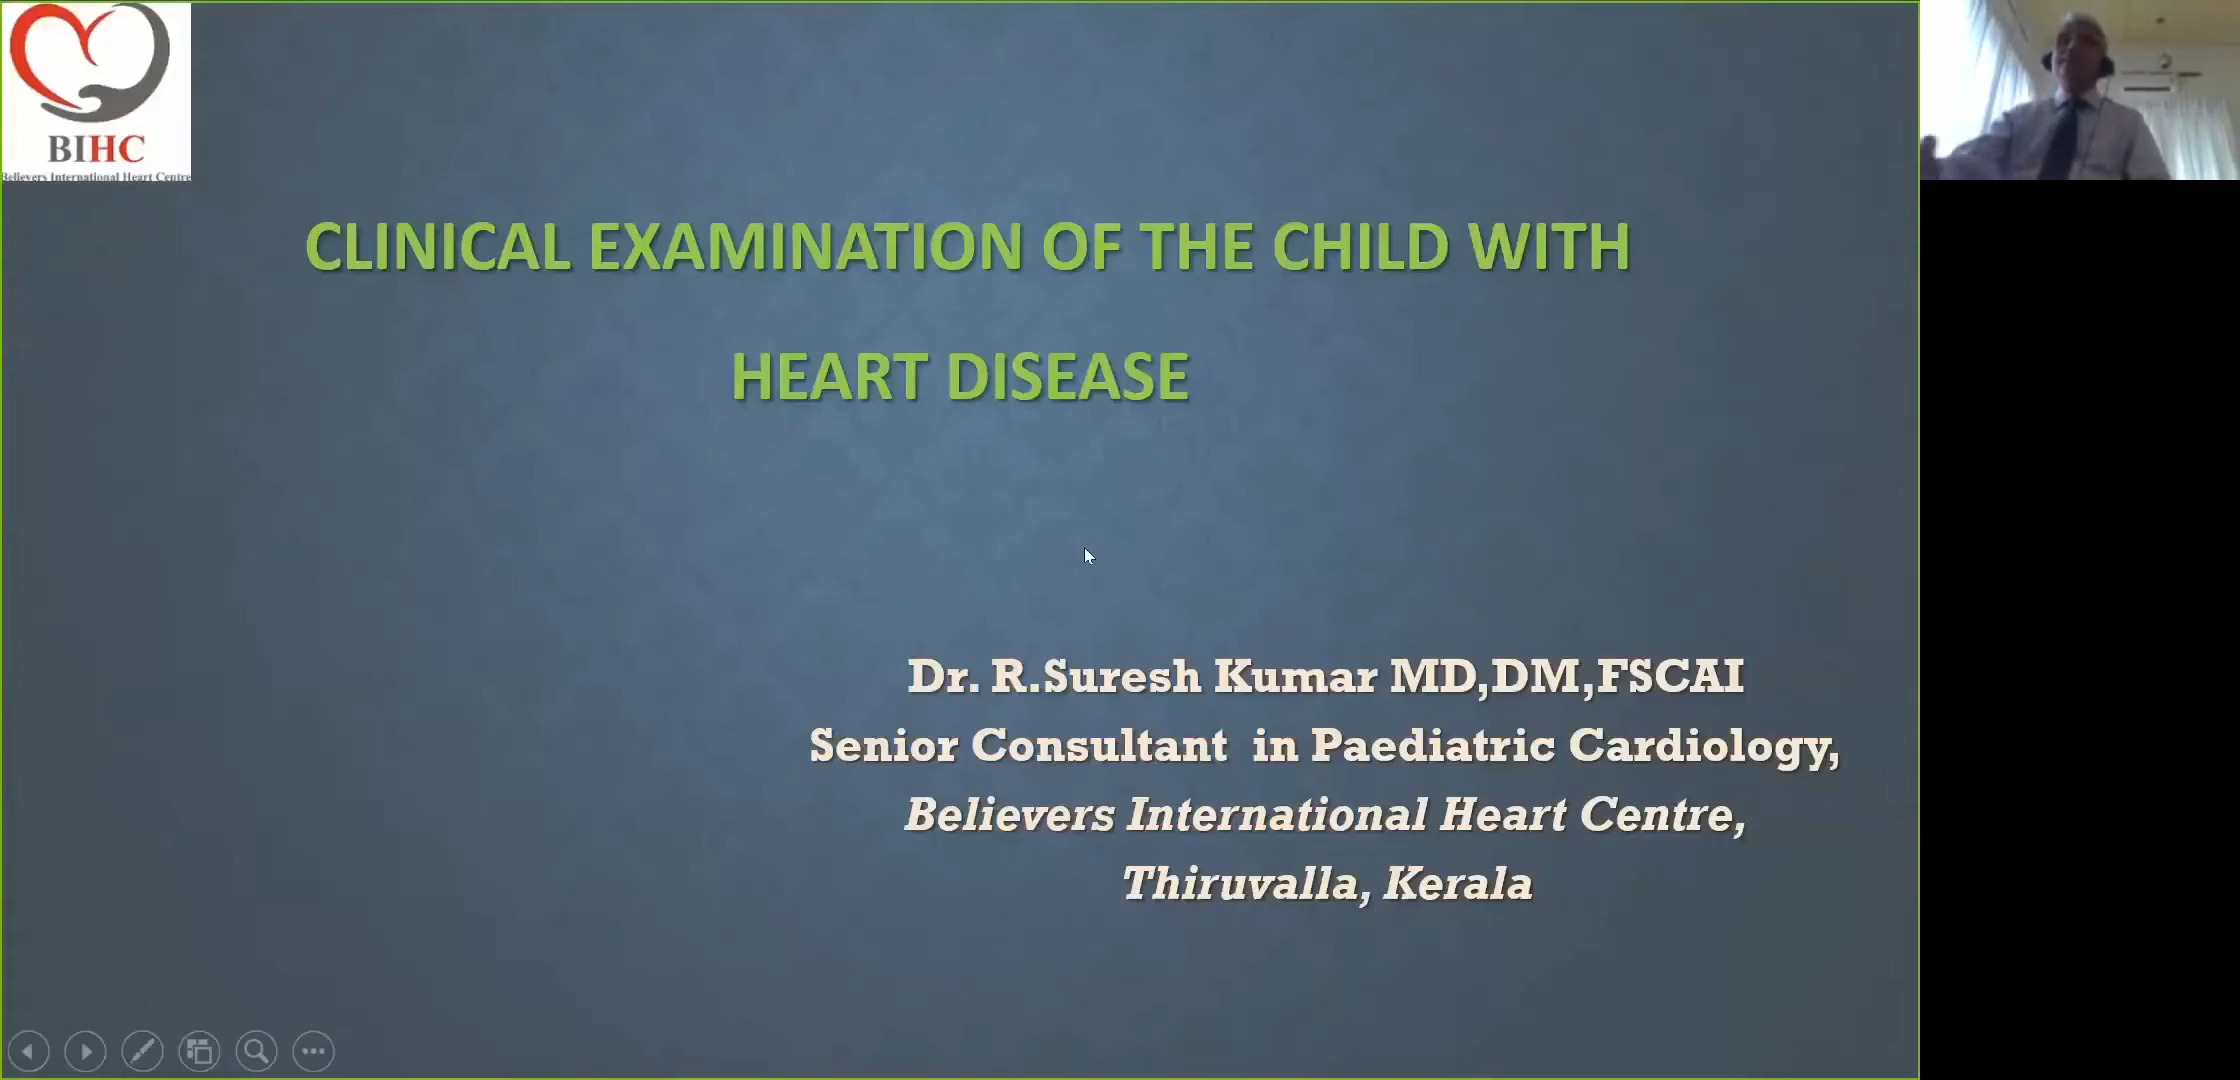 BIHC
Believers International Heart Centre
CLINICAL EXAMINATION OF THE CHILD WITH
HEART DISEASE
Dr. R.Suresh Kumar MD,DM,FSCAI
Senior Consultant in Paediatric Cardiology,
Believers International Heart Centre,
Thiruvalla, Kerala